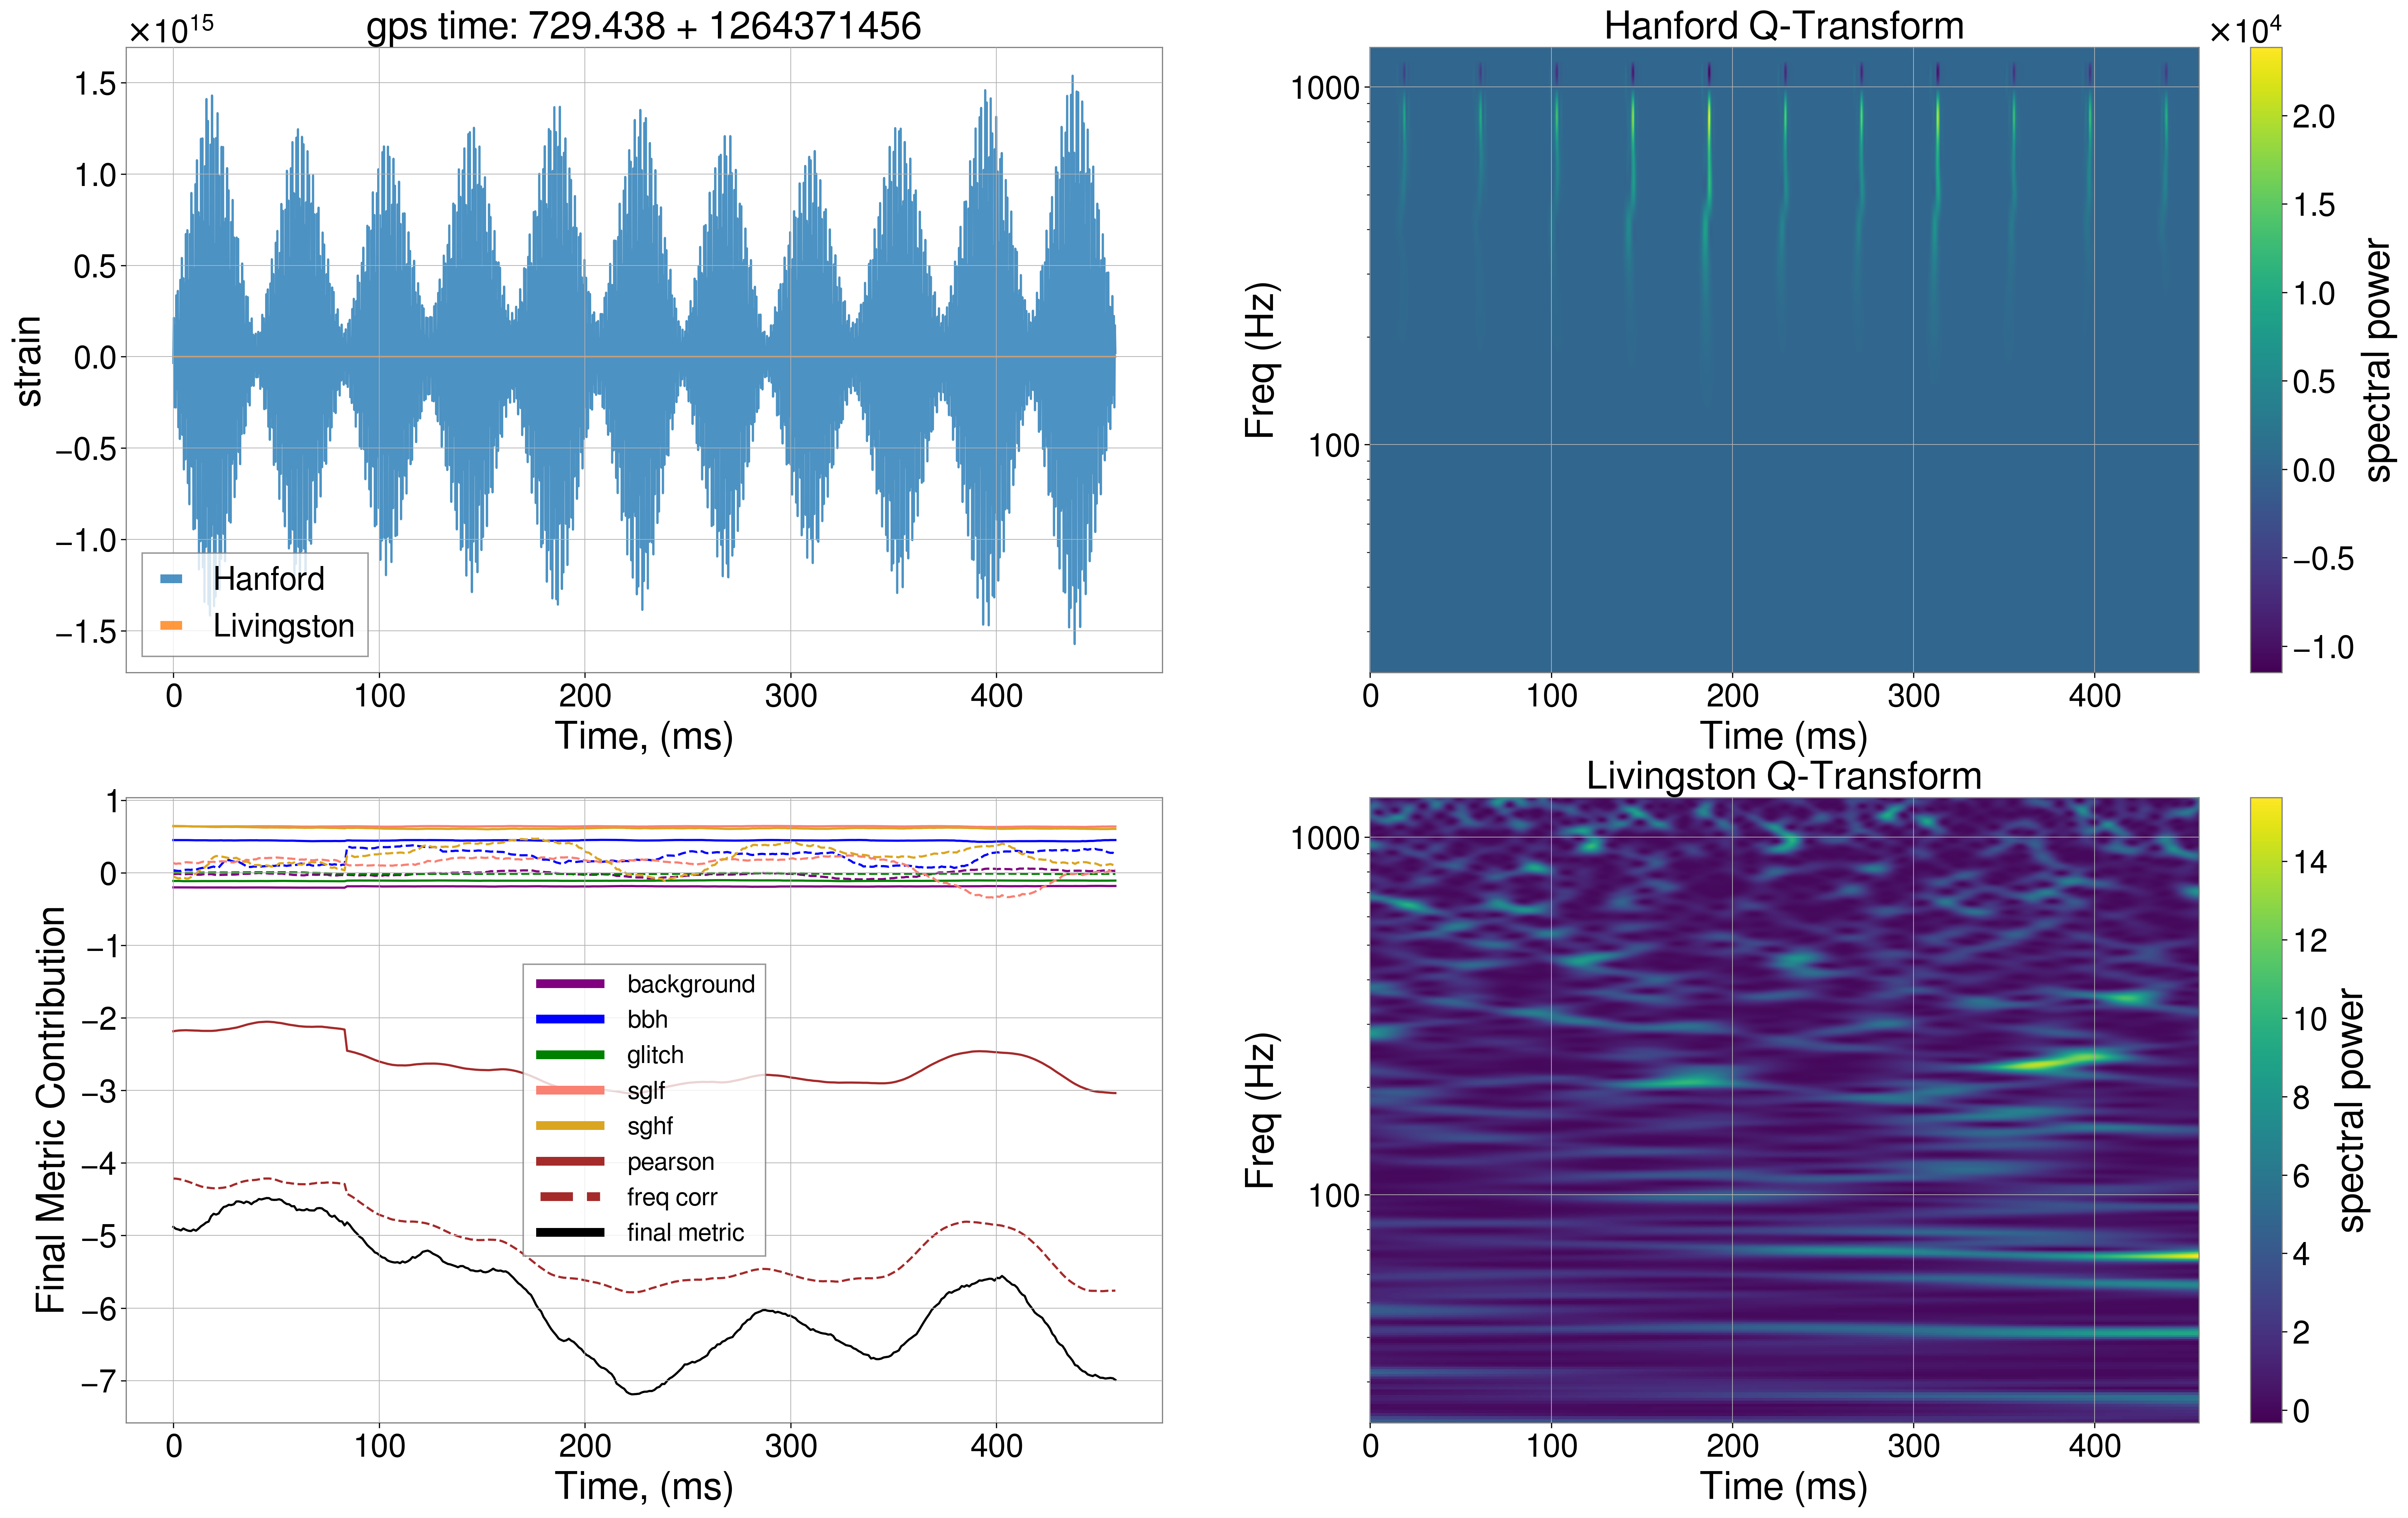 ×10¹⁵
gps time: 729.438 + 1264371456
1.5
1.0
0.5
0.0
−0.5
−1.0
−1.5
strain
Hanford
Livingston
0 100 200 300 400
Time, (ms)
Hanford Q-Transform
×10⁴
1000
100
Freq (Hz)
0 100 200 300 400
Time (ms)
2.0
1.5
1.0
0.5
0.0
−0.5
−1.0
spectral power
1
0
−1
−2
−3
−4
−5
−6
−7
Final Metric Contribution
background
bbh
glitch
sglf
sghf
pearson
freq corr
final metric
0 100 200 300 400
Time, (ms)
Livingston Q-Transform
1000
100
Freq (Hz)
0 100 200 300 400
Time (ms)
14
12
10
8
6
4
2
0
spectral power